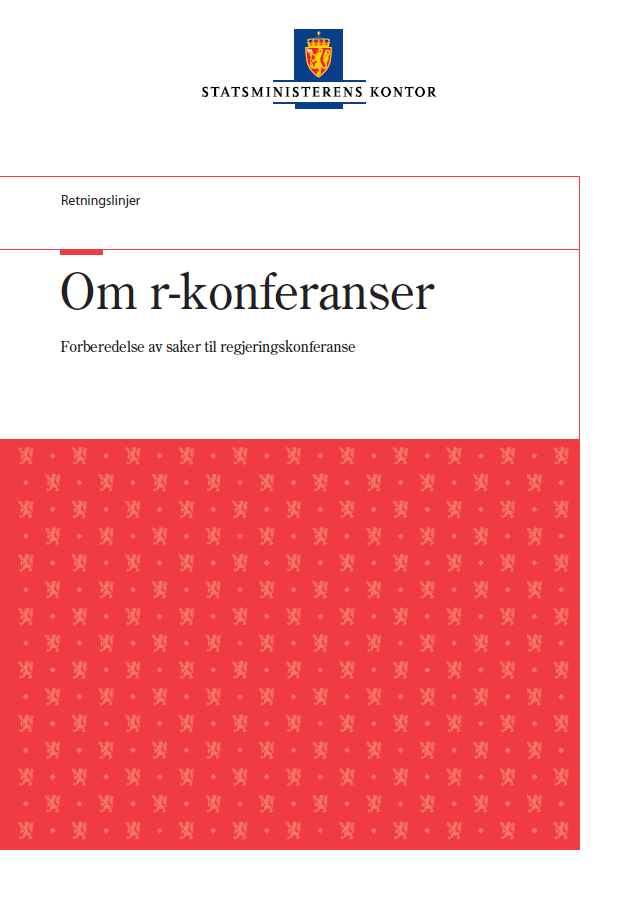 STATSMINISTERENS KONTOR
Retningslinjer
Om r-konferanser
Forberedelse av saker til regjeringskonferanse